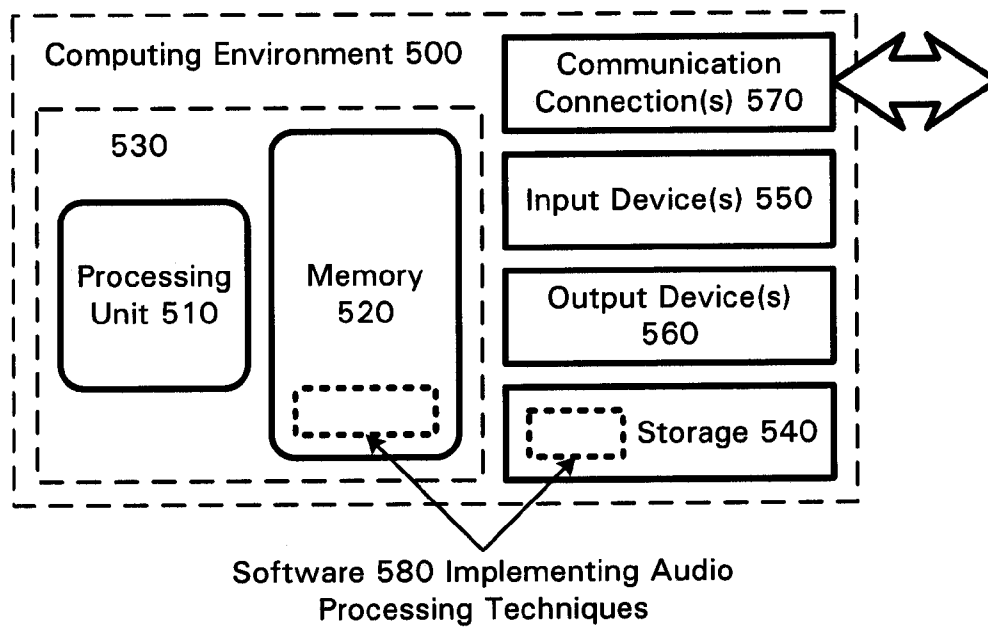 Computing Environment 500
Communication
Connection(s) 570
530
Input Device(s) 550
Processing
Unit 510
Memory
520
Output Device(s)
560
Storage 540
Software 580 Implementing Audio
Processing Techniques